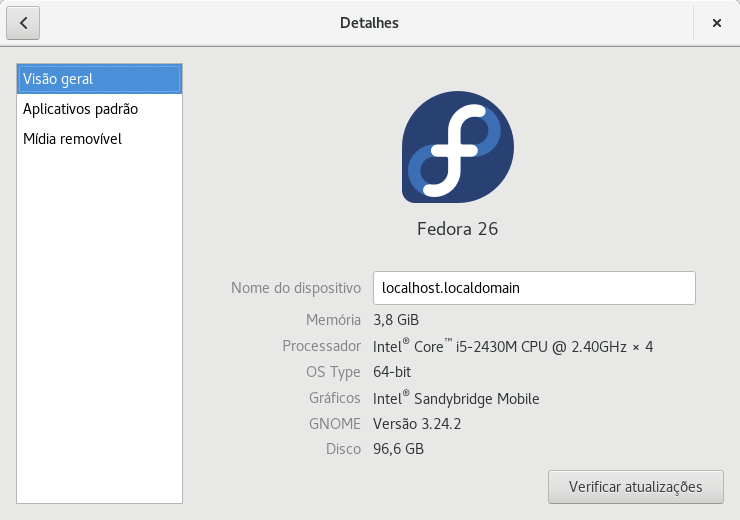 Detalhes
Visão geral
Aplicativos padrão
Mídia removível
Fedora 26
Nome do dispositivo localhost.localdomain
Memória 3,8 GiB
Processador Intel® Core™ i5-2430M CPU @ 2.40GHz × 4
OS Type 64-bit
Gráficos Intel® Sandybridge Mobile
GNOME Versão 3.24.2
Disco 96,6 GB
Verificar atualizações